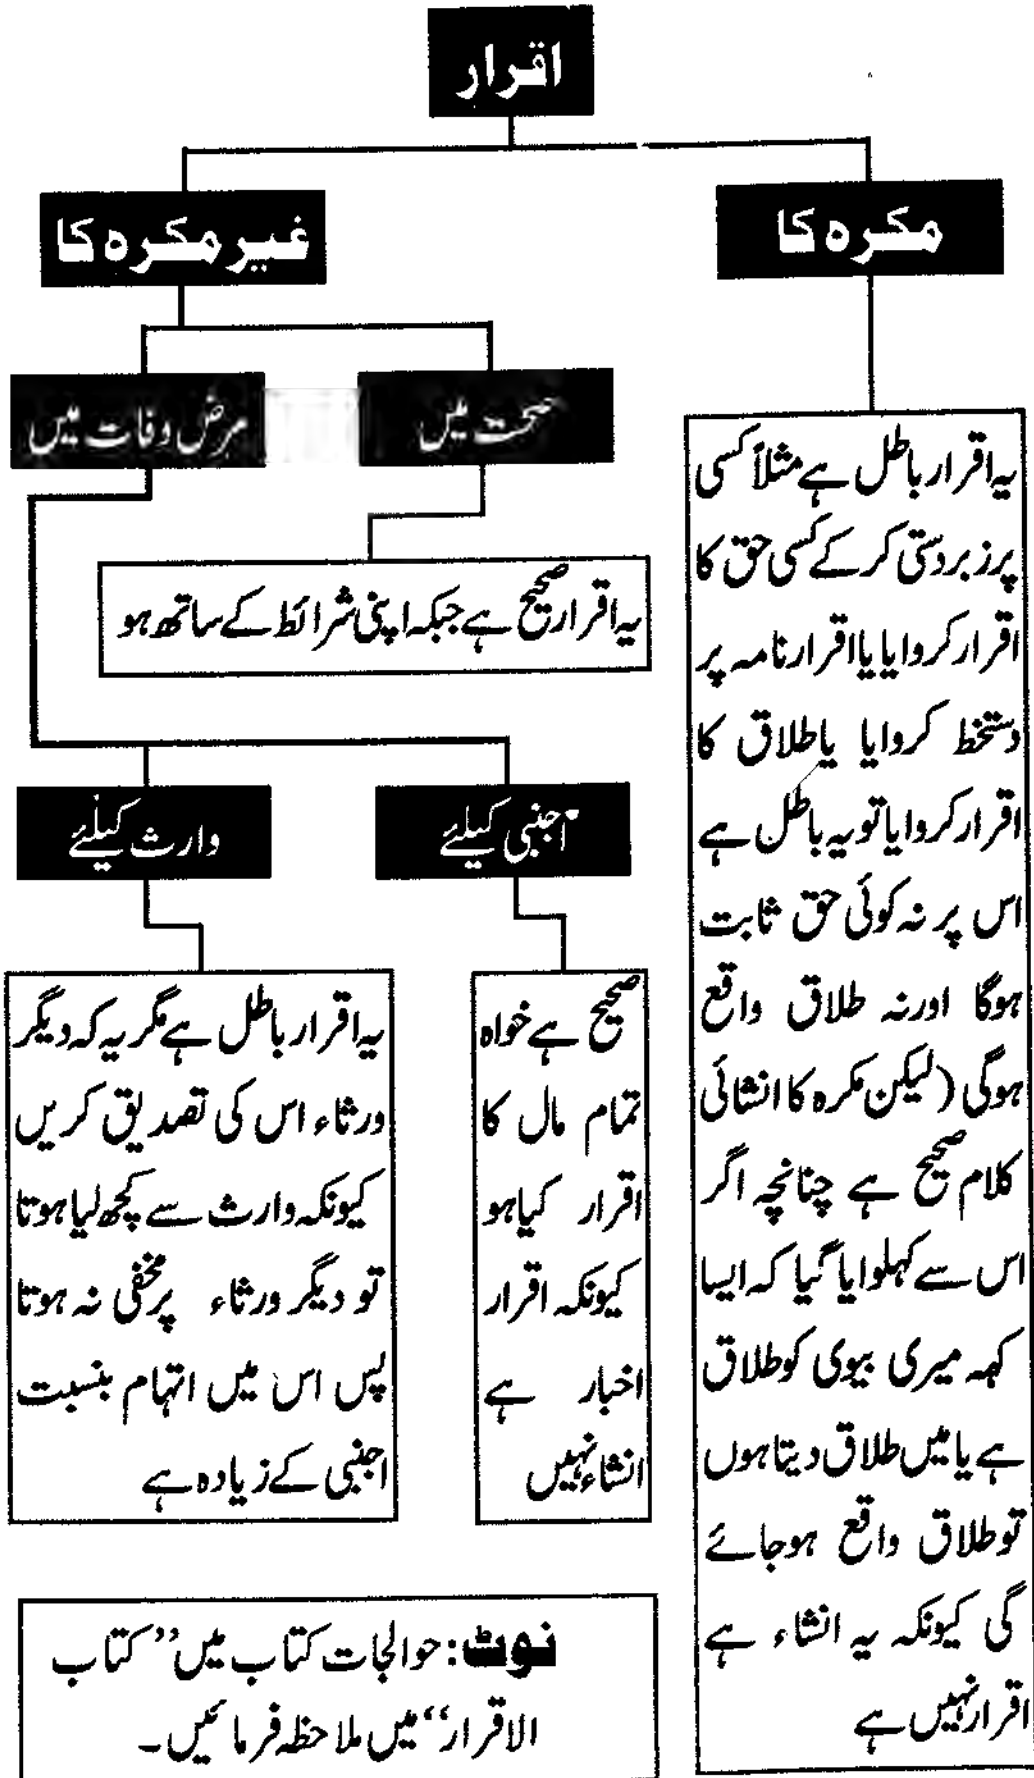 اقرار
مکرہ کا
غیر مکرہ کا
صحت میں
مرض وفات میں
یہ اقرار باطل ہے مثلاً کسی
پر زبردستی کر کے کسی حق کا
اقرار کروایا یا اقرار نامہ پر
دستخط کروایا یا طلاق کا
اقرار کروایا تو یہ باطل ہے
اس پر نہ کوئی حق ثابت
ہوگا اور نہ طلاق واقع
ہوگی (لیکن مکرہ کا انشائی
کلام صحیح ہے چنانچہ اگر
اس سے کہلوایا گیا کہ ایسا
کہہ میری بیوی کو طلاق
ہے یا میں طلاق دیتا ہوں
تو طلاق واقع ہو جائے
گی کیونکہ یہ انشاء ہے
اقرار نہیں ہے
یہ اقرار صحیح ہے جبکہ اپنی شرائط کے ساتھ ہو
اجنبی کیلئے
وارث کیلئے
صحیح ہے خواہ
تمام مال کا
اقرار کیا ہو
کیونکہ اقرار
اخبار ہے
انشاء نہیں
یہ اقرار باطل ہے مگر یہ کہ دیگر
ورثاء اس کی تصدیق کریں
کیونکہ وارث سے کچھ لیا ہوتا
تو دیگر ورثاء پر مخفی نہ ہوتا
پس اس میں اتہام بنسبت
اجنبی کے زیادہ ہے
نوٹ: حوالجات کتاب میں ”کتاب
الاقرار“ میں ملاحظہ فرمائیں۔